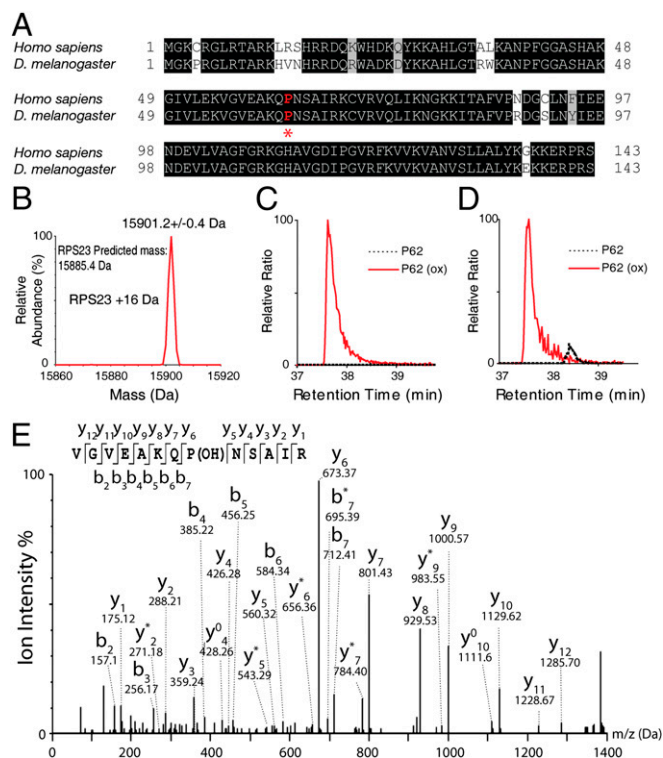 A
Homo sapiens 1 MGKCRGLRTARKLRSHRRDQKWHDKQYKKAHLGTALKANPFGGASHAK 48
D. melanogaster 1 MGKPRGLRTARKHVNHRRDQRWADKDYKKAHLGTRWKANPFGGASHAK 48
Homo sapiens 49 GIVLEKVGVEAKQPNSAIRKCVRVQLIKNGKKITAFVPNDGCLNFIEE 97
D. melanogaster 49 GIVLEKVGVEAKQPNSAIRKCVRVQLIKNGKKITAFVPRDGSLNYIEE 97
*
Homo sapiens 98 NDEVLVAGFGRKGHAVGDIPGVRFKVVKVANVSLLALYKGKKERPRS 143
D. melanogaster 98 NDEVLVAGFGRKGHAVGDIPGVRFKVVKVANVSLLALYKEKKERPRS 143
B
15901.2+/-0.4 Da
RPS23 Predicted mass:
15885.4 Da
RPS23 +16 Da
Relative
Abundance (%)
100
0
15860 15880 15900 15920
Mass (Da)
C
P62
P62 (ox)
Relative Ratio
100
0
37 38 39
Retention Time (min)
D
P62
P62 (ox)
Relative Ratio
100
0
37 38 39
Retention Time (min)
E
y12 y11 y10 y9 y8 y7 y6 y5 y4 y3 y2 y1
VGVEAKQP(OH)NSAIR
b2 b3 b4 b5 b6 b7
Ion Intensity %
100
0
b2
157.1
y1
175.12
y*2
271.18
b3
256.17
y2
288.21
y3
359.24
b4
385.22
y4
426.28
y04
428.26
b5
456.25
y*5
543.29
y5
560.32
b6
584.34
y*6
656.36
y6
673.37
b*7
695.39
b7
712.41
y*7
784.40
y7
801.43
y8
929.53
y*9
983.55
y9
1000.57
y010
1111.6
y10
1129.62
y11
1228.67
y12
1285.70
0 200 400 600 800 1000 1200 1400
m/z (Da)